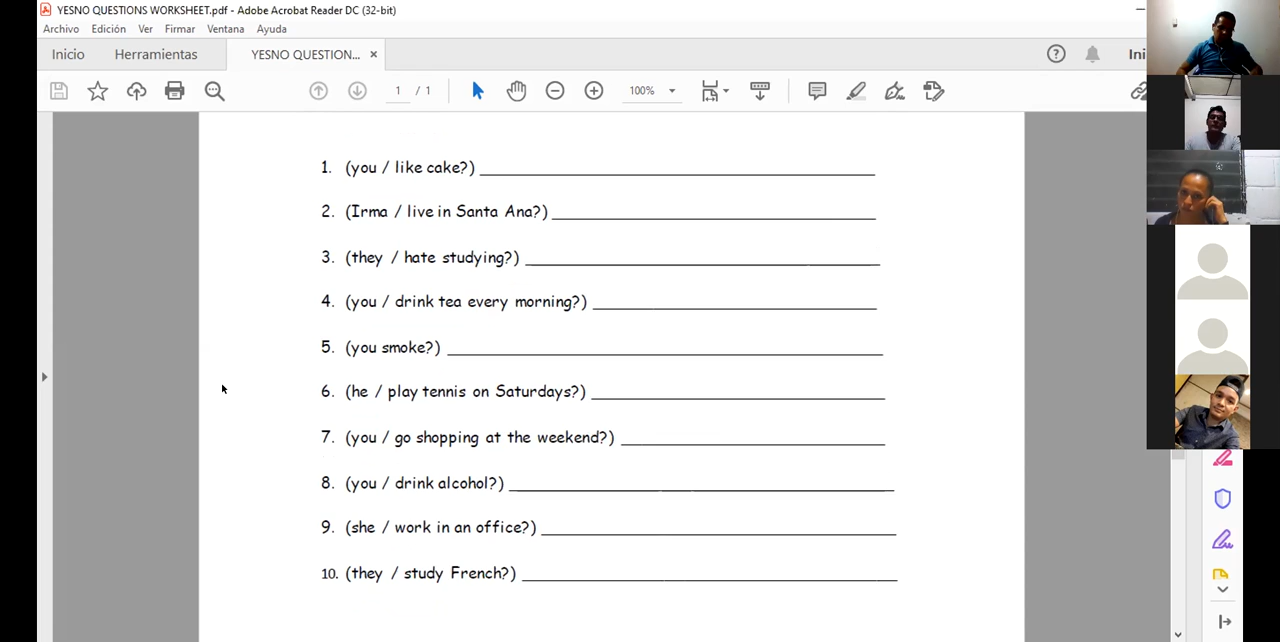 YESNO QUESTIONS WORKSHEET.pdf - Adobe Acrobat Reader DC (32-bit)
Archivo Edición Ver Firmar Ventana Ayuda
Inicio Herramientas YESNO QUESTION... × Ini
1 / 1 100%
1. (you / like cake?)
2. (Irma / live in Santa Ana?)
3. (they / hate studying?)
4. (you / drink tea every morning?)
5. (you smoke?)
6. (he / play tennis on Saturdays?)
7. (you / go shopping at the weekend?)
8. (you / drink alcohol?)
9. (she / work in an office?)
10. (they / study French?)